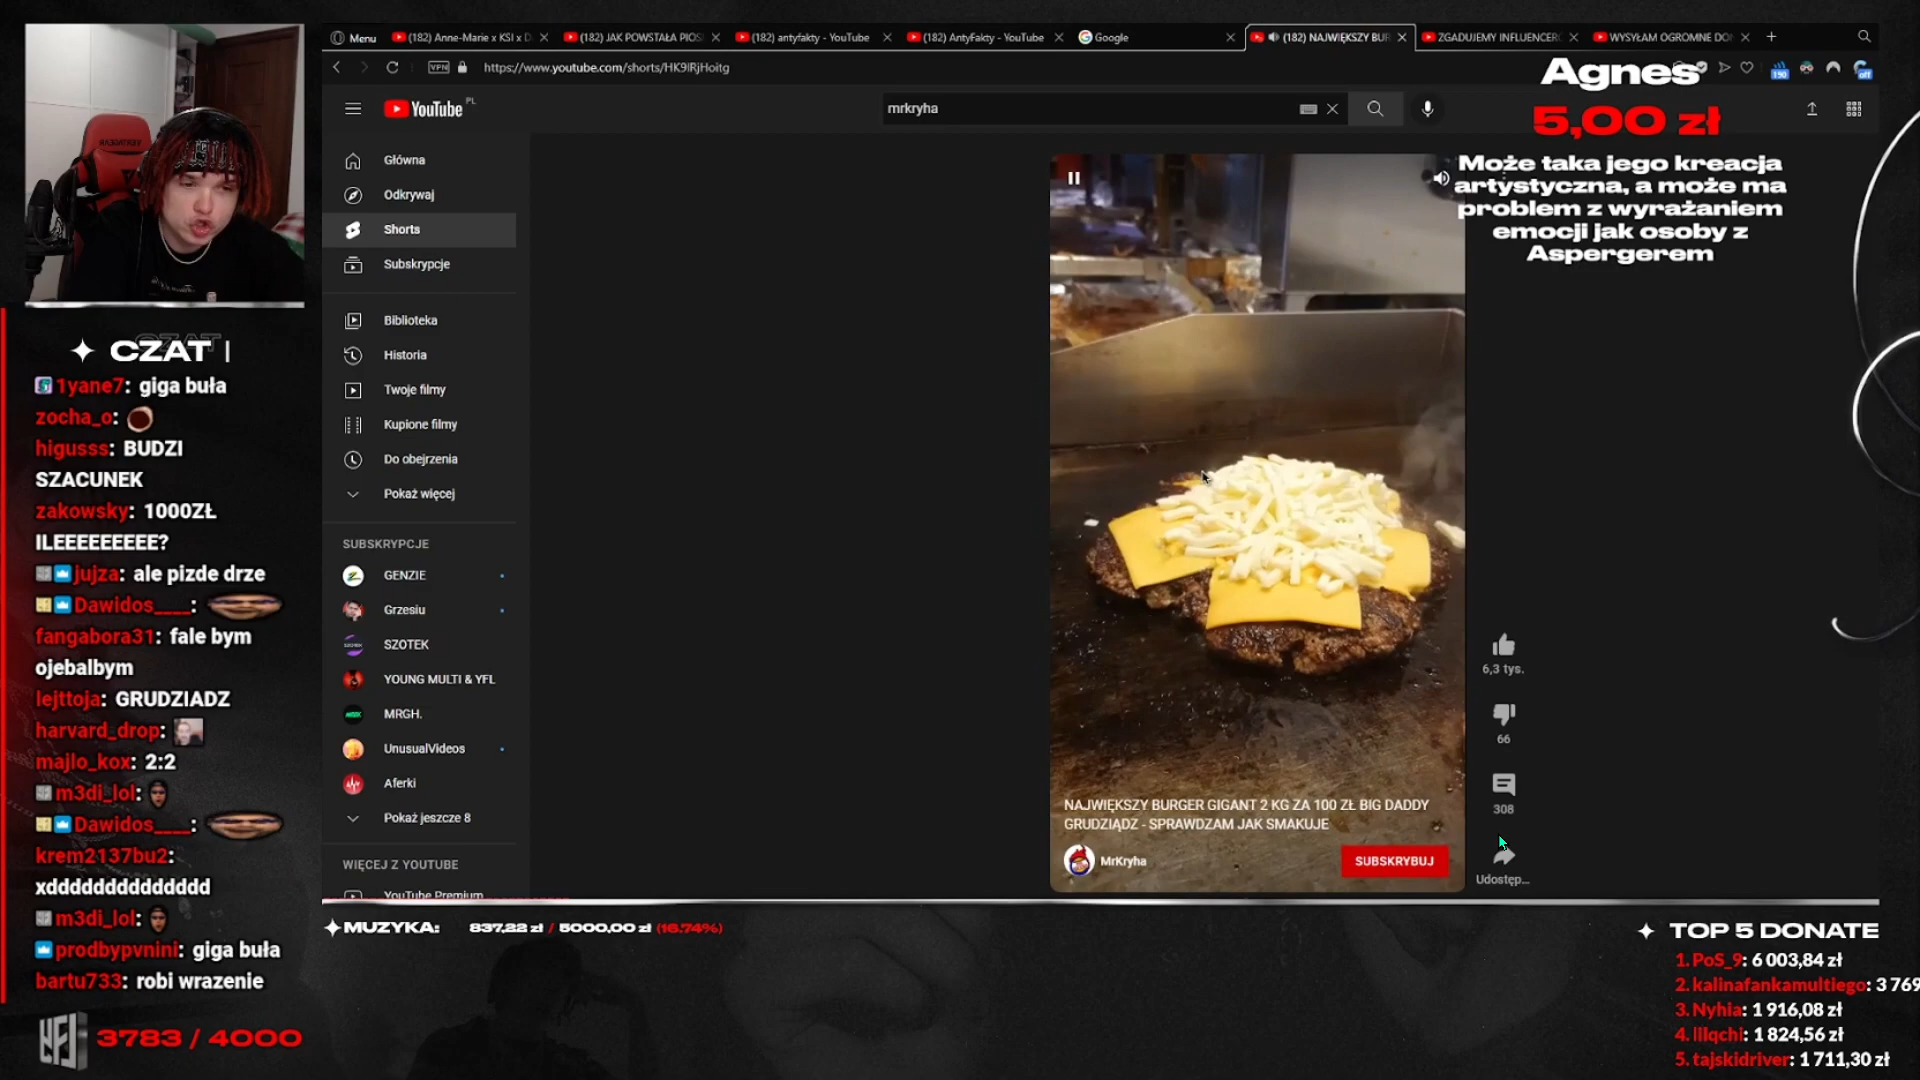 Menu
(182) Anne-Marie x KSI x D
(182) JAK POWSTAŁA PIOS
(182) antyfakty - YouTube
(182) AntyFakty - YouTube
Google
(182) NAJWIĘKSZY BUR
ZGADUJEMY INFLUENCER
WYSYŁAM OGROMNE DO
VPN
https://www.youtube.com/shorts/HK9IRjHoitg
190
off
YouTube PL
mrkryha
Agnes
5,00 zł
Może taka jego kreacja
artystyczna, a może ma
problem z wyrażaniem
emocji jak osoby z
Aspergerem
Główna
Odkrywaj
Shorts
Subskrypcje
Biblioteka
Historia
Twoje filmy
Kupione filmy
Do obejrzenia
Pokaż więcej
SUBSKRYPCJE
GENZIE
Grzesiu
SZOTEK
YOUNG MULTI & YFL
MRGH.
UnusualVideos
Aferki
Pokaż jeszcze 8
WIĘCEJ Z YOUTUBE
YouTube Premium
NAJWIĘKSZY BURGER GIGANT 2 KG ZA 100 ZŁ BIG DADDY
GRUDZIĄDZ - SPRAWDZAM JAK SMAKUJE
MrKryha
SUBSKRYBUJ
6,3 tys.
66
308
Udostęp...
CZAT
1yane7: giga buła
zocha_o:
higusss: BUDZI
SZACUNEK
zakowsky: 1000ZŁ
ILEEEEEEEEE?
jujza: ale pizde drze
Dawidos____:
fangabora31: fale bym
ojebalbym
lejttoja: GRUDZIADZ
harvard_drop:
majlo_kox: 2:2
m3di_lol:
Dawidos____:
krem2137bu2:
xdddddddddddddd
m3di_lol:
prodbypvnini: giga buła
bartu733: robi wrazenie
3783 / 4000
MUZYKA: 837,22 zł / 5000,00 zł (16.74%)
TOP 5 DONATE
1. PoS_9: 6 003,84 zł
2. kalinafankamultiego: 3 769
3. Nyhia: 1 916,08 zł
4. lilqchi: 1 824,56 zł
5. tajskidriver: 1 711,30 zł